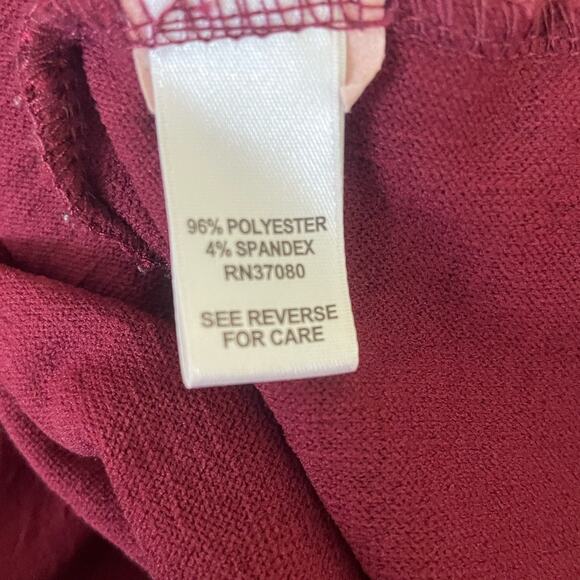 96% POLYESTER
4% SPANDEX
RN37080
SEE REVERSE
FOR CARE